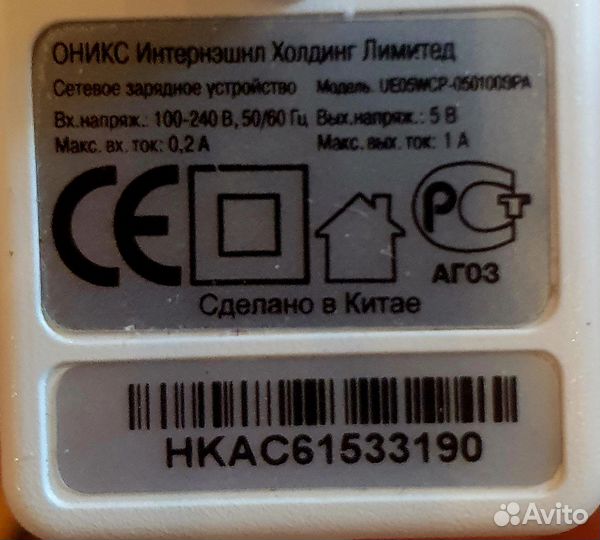 ОНИКС Интернэшнл Холдинг Лимитед
Сетевое зарядное устройство Модель: UE05WCP-050100SPA
Вх.напряж.: 100-240 В, 50/60 Гц Вых.напряж.: 5 В
Макс. вх. ток: 0,2 А Макс. вых. ток: 1 А
CE
РСТ
АГ03
Сделано в Китае
HKAC61533190
Avito